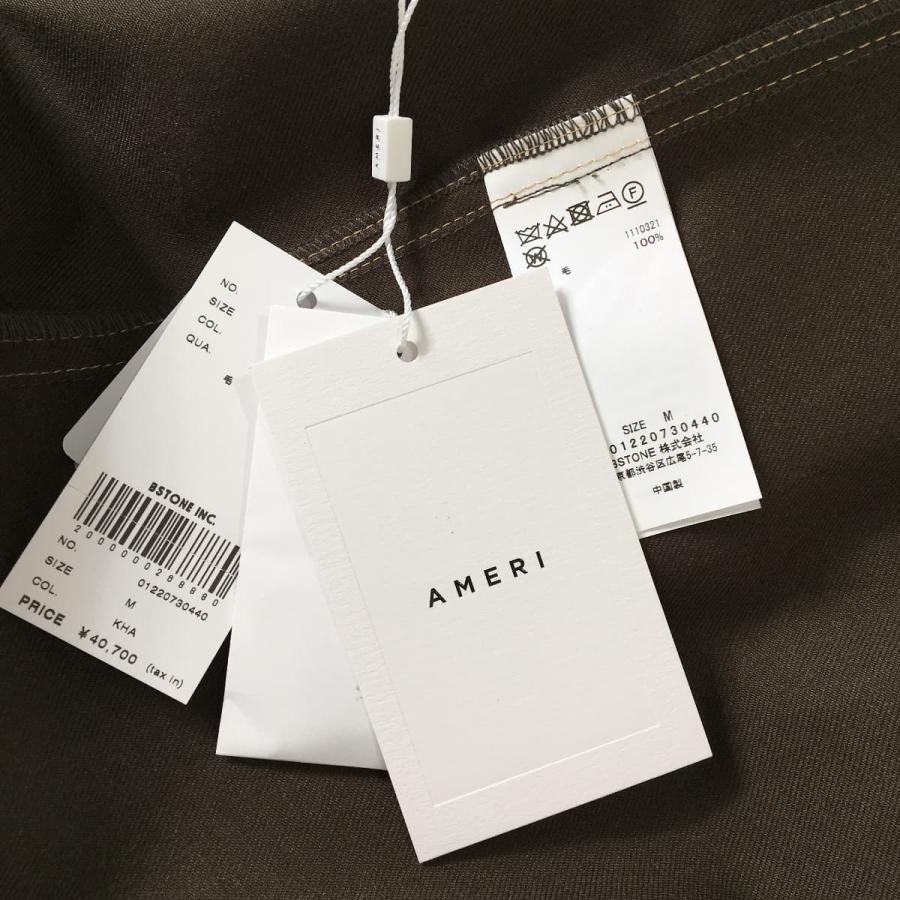 NO.
SIZE
COL.
QUA.
毛
BSTONE INC.
2000000268880
NO. 01220730440
SIZE M
COL. KHA
PRICE ¥40,700 (tax in)
AMERI
F
W
1110321
100%
毛
SIZE M
01220730440
BSTONE 株式会社
京都渋谷区広尾5-7-35
中国製